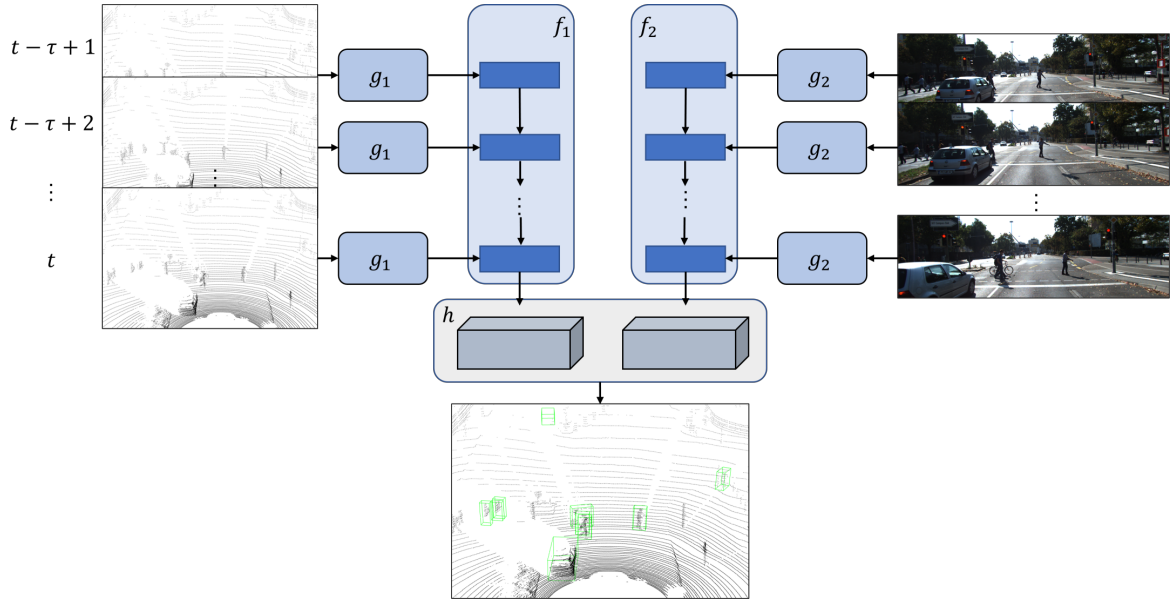 t − τ + 1
t − τ + 2
⋮
t
⋮
g₁
g₁
g₁
f₁
⋮
f₂
⋮
g₂
g₂
g₂
⋮
h